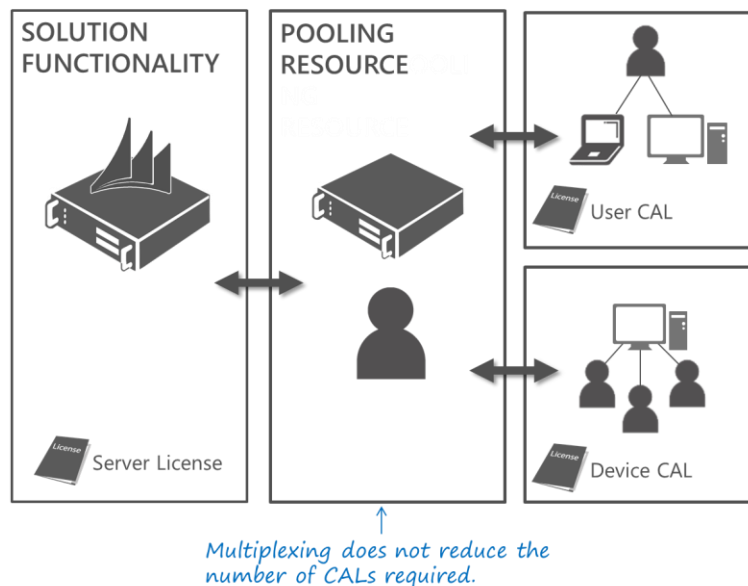 SOLUTION
FUNCTIONALITY
License
Server License
POOLING
RESOURCE
License
User CAL
License
Device CAL
Multiplexing does not reduce the
number of CALs required.